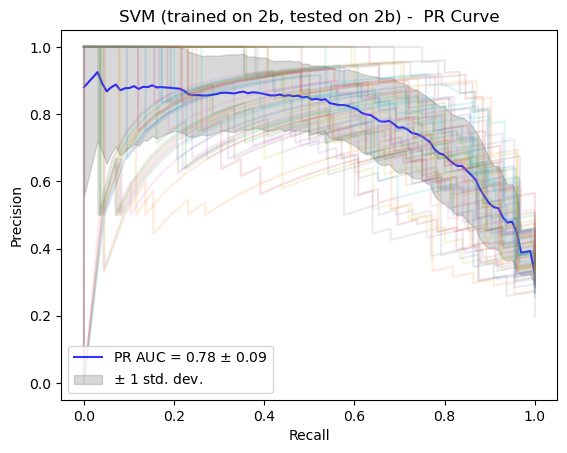 SVM (trained on 2b, tested on 2b) -  PR Curve
1.0
0.8
0.6
0.4
0.2
0.0
Precision
PR AUC = 0.78 ± 0.09
± 1 std. dev.
0.0 0.2 0.4 0.6 0.8 1.0
Recall